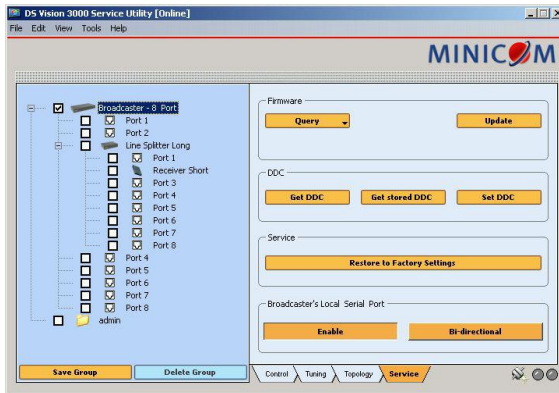 DS Vision 3000 Service Utility [Online]
File Edit View Tools Help
MINICOM
Broadcaster - 8 Port
Port 1
Port 2
Line Splitter Long
Port 1
Receiver Short
Port 3
Port 4
Port 5
Port 6
Port 7
Port 8
Port 4
Port 5
Port 6
Port 7
Port 8
admin
Save Group Delete Group
Firmware
Query Update
DDC
Get DDC Get stored DDC Set DDC
Service
Restore to Factory Settings
Broadcaster's Local Serial Port
Enable Bi-directional
Control Tuning Topology Service